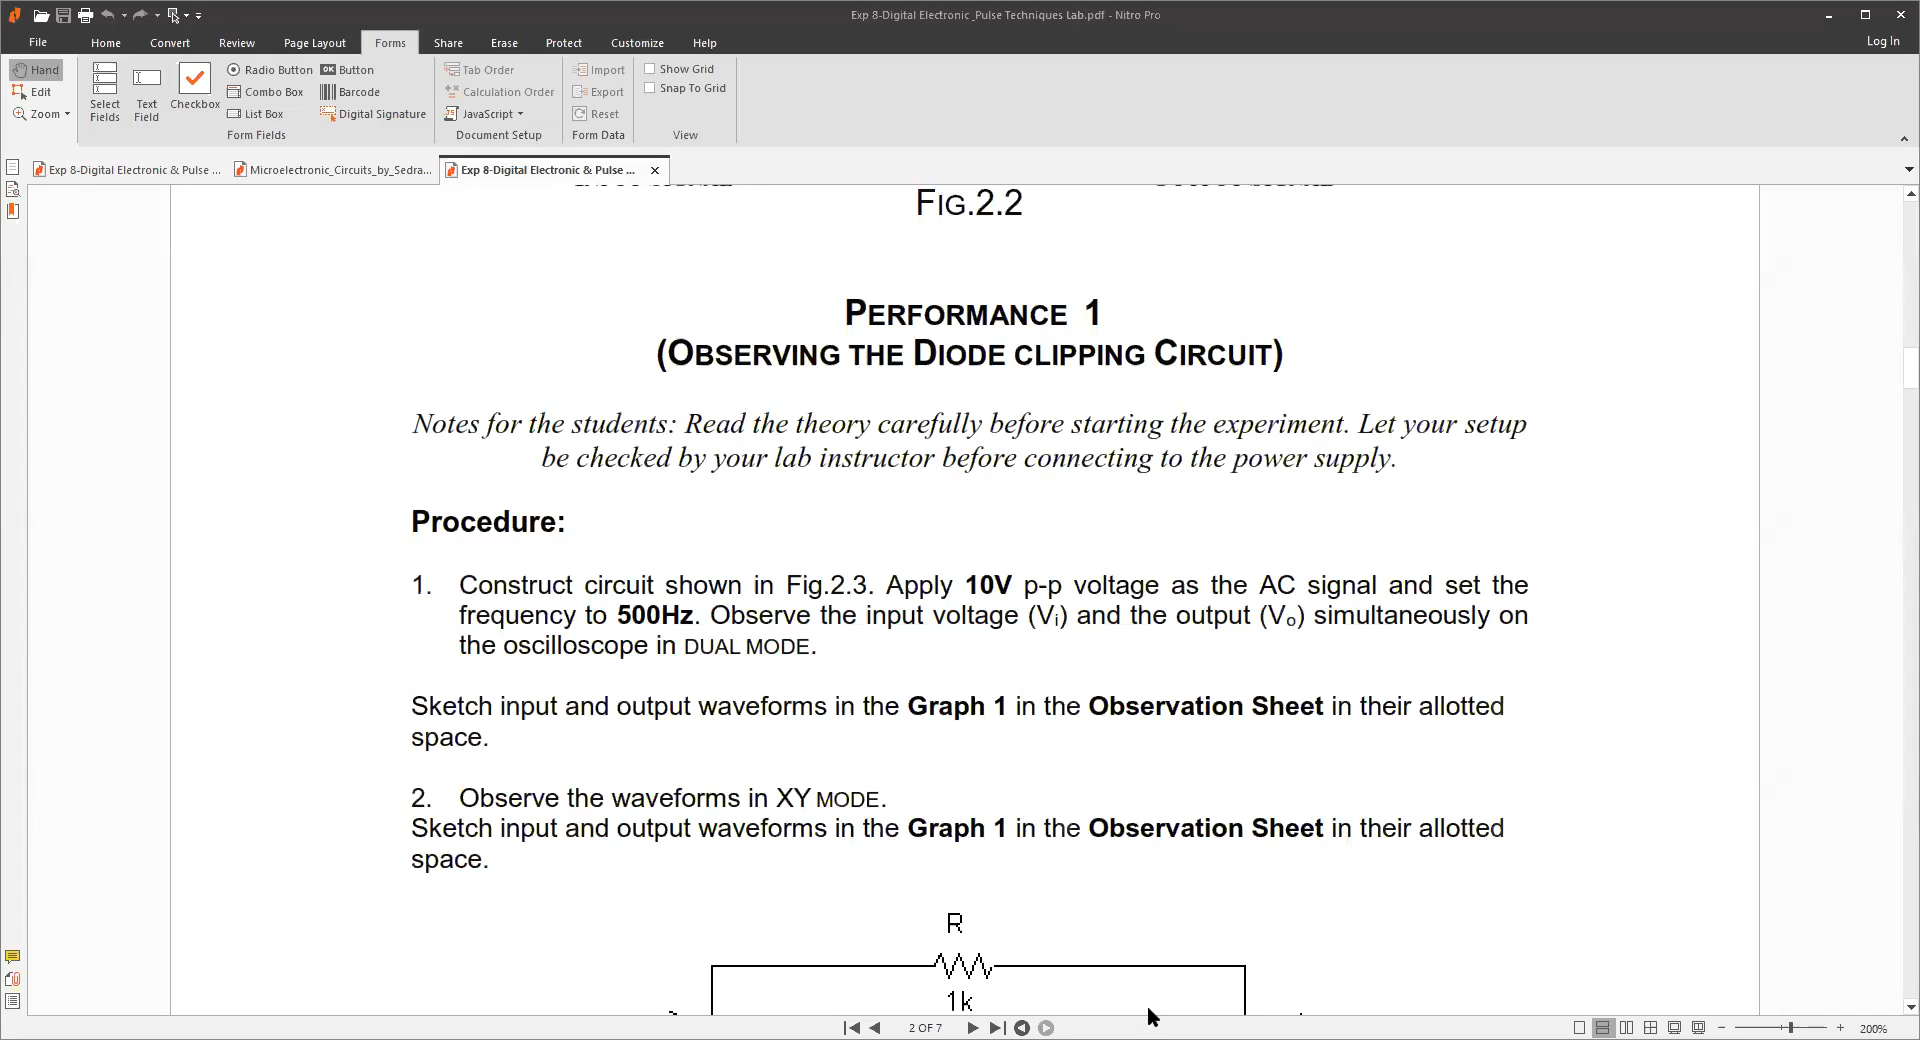 Exp 8-Digital Electronic _Pulse Techniques Lab.pdf - Nitro Pro
File Home Convert Review Page Layout Forms Share Erase Protect Customize Help Log In
Hand
Edit
Zoom
Select Fields
Text Field
Checkbox
Radio Button
Combo Box
List Box
OK Button
Barcode
Digital Signature
Form Fields
Tab Order
Calculation Order
JavaScript
Document Setup
Import
Export
Reset
Form Data
Show Grid
Snap To Grid
View
Exp 8-Digital Electronic & Pulse ... Microelectronic_Circuits_by_Sedra... Exp 8-Digital Electronic & Pulse ...
FIG.2.2
PERFORMANCE 1
(OBSERVING THE DIODE CLIPPING CIRCUIT)
Notes for the students: Read the theory carefully before starting the experiment. Let your setup
be checked by your lab instructor before connecting to the power supply.
Procedure:
1. Construct circuit shown in Fig.2.3. Apply 10V p-p voltage as the AC signal and set the
frequency to 500Hz. Observe the input voltage (Vi) and the output (Vo) simultaneously on
the oscilloscope in DUAL MODE.
Sketch input and output waveforms in the Graph 1 in the Observation Sheet in their allotted
space.
2. Observe the waveforms in XY MODE.
Sketch input and output waveforms in the Graph 1 in the Observation Sheet in their allotted
space.
R
1k
2 OF 7
200%